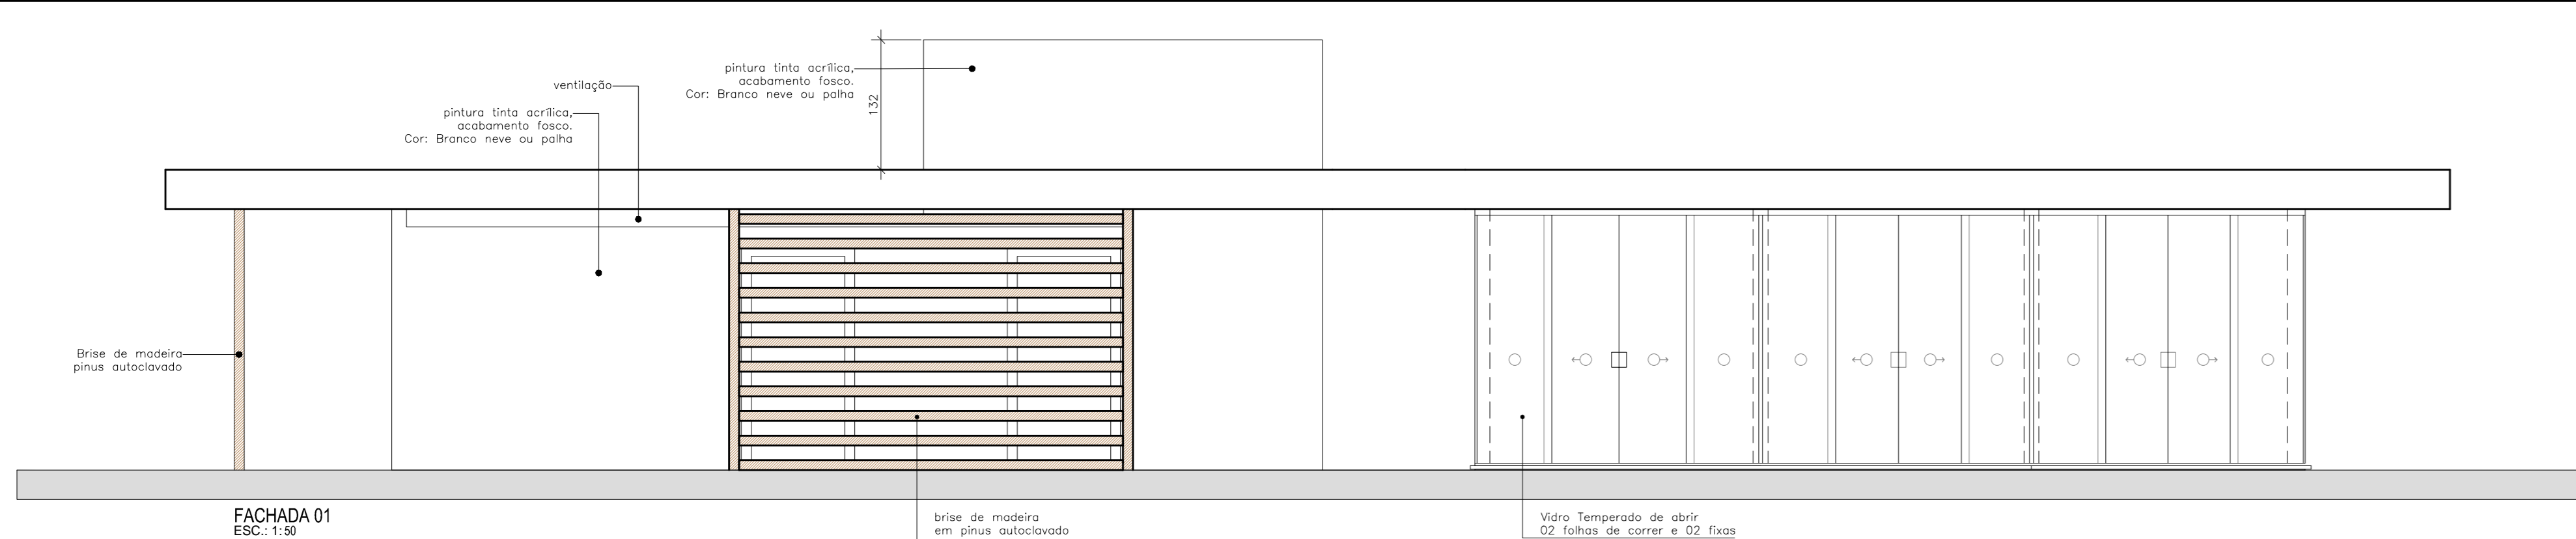 pintura tinta acrílica,
acabamento fosco.
Cor: Branco neve ou palha
132
ventilação
pintura tinta acrílica,
acabamento fosco.
Cor: Branco neve ou palha
Brise de madeira
pinus autoclavado
FACHADA 01
ESC.: 1:50
brise de madeira
em pinus autoclavado
Vidro Temperado de abrir
02 folhas de correr e 02 fixas